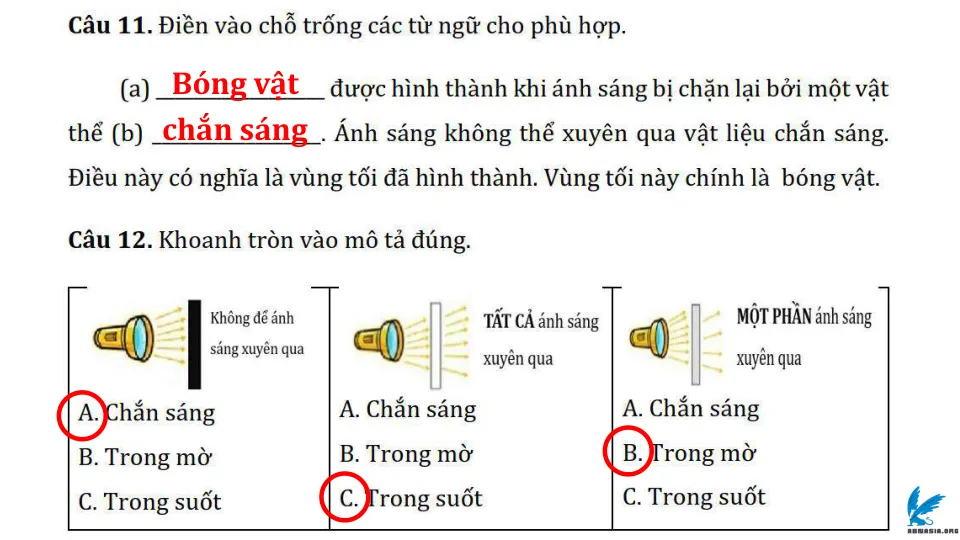 Câu 11. Điền vào chỗ trống các từ ngữ cho phù hợp.
(a) Bóng vật được hình thành khi ánh sáng bị chặn lại bởi một vật
thể (b) chắn sáng. Ánh sáng không thể xuyên qua vật liệu chắn sáng.
Điều này có nghĩa là vùng tối đã hình thành. Vùng tối này chính là bóng vật.
Câu 12. Khoanh tròn vào mô tả đúng.
Không để ánh
sáng xuyên qua
A. Chắn sáng
B. Trong mờ
C. Trong suốt
TẤT CẢ ánh sáng
xuyên qua
A. Chắn sáng
B. Trong mờ
C. Trong suốt
MỘT PHẦN ánh sáng
xuyên qua
A. Chắn sáng
B. Trong mờ
C. Trong suốt
ABMASIA.ORG